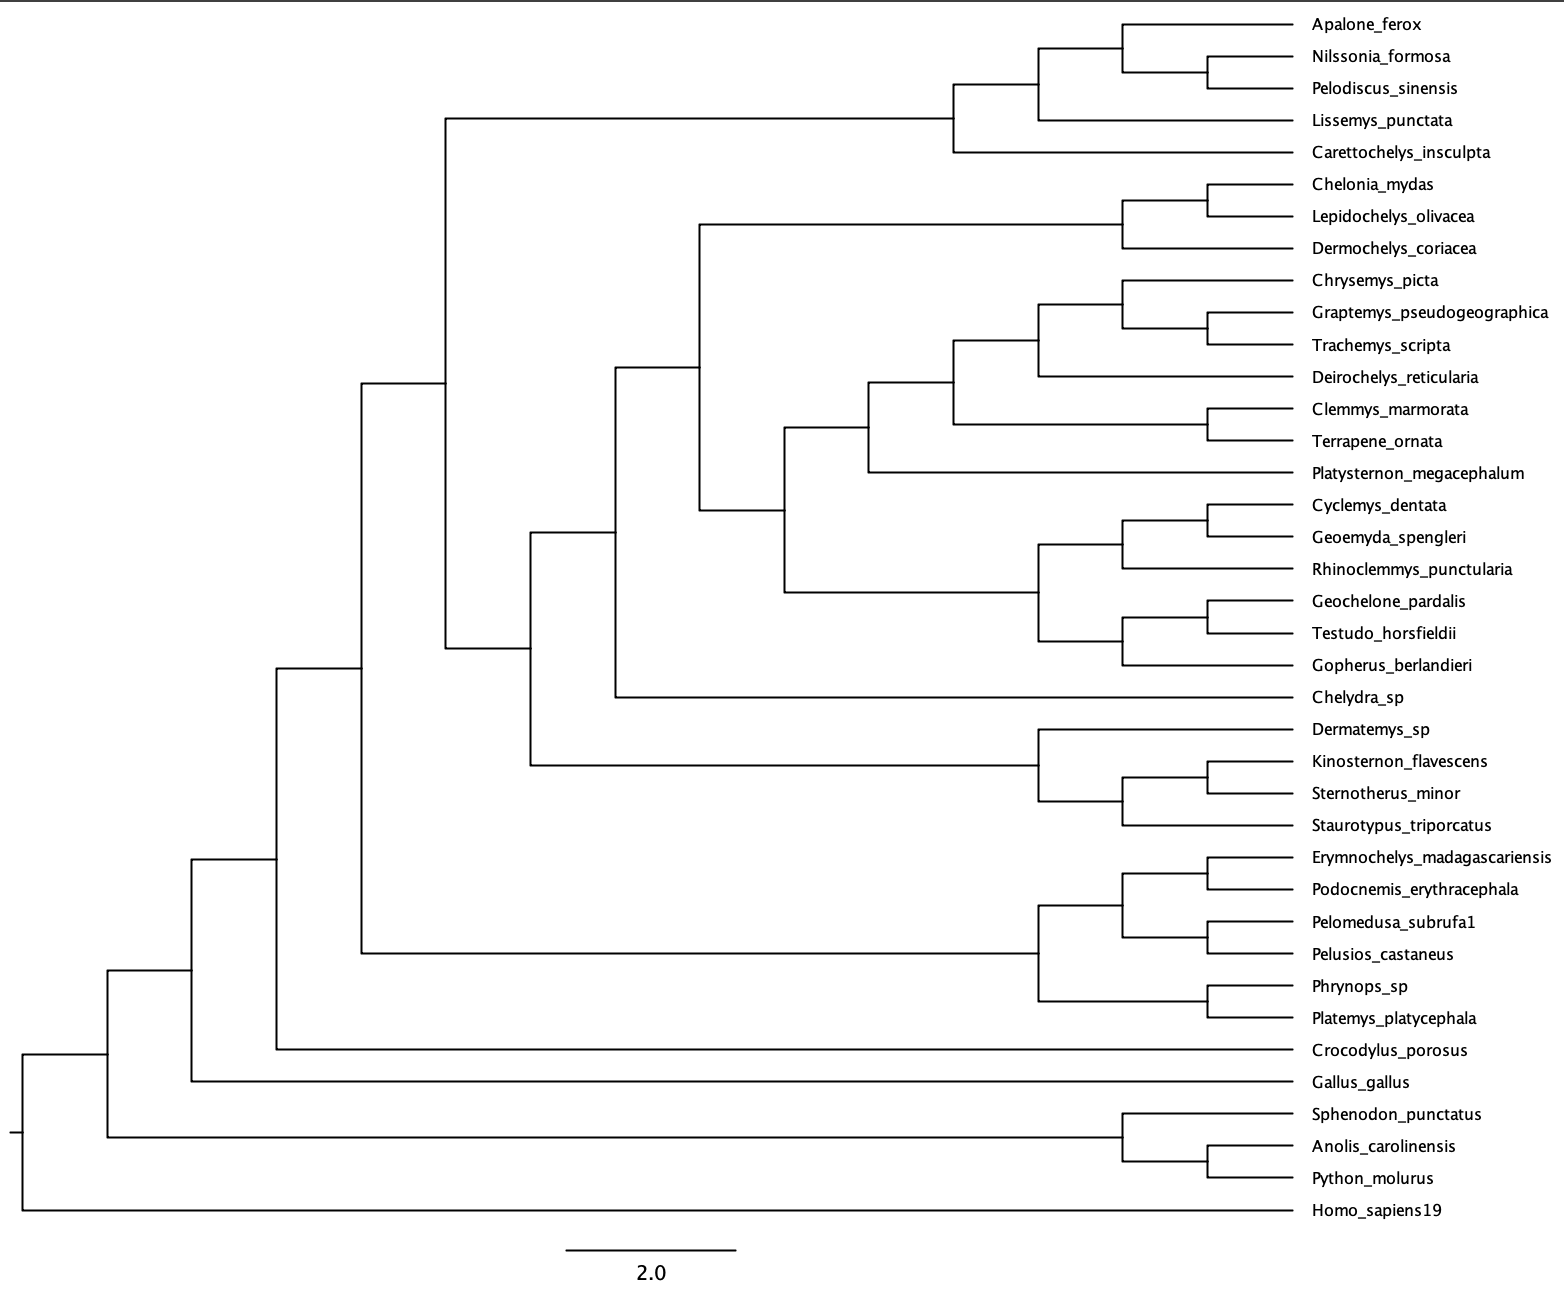 Apalone_ferox
Nilssonia_formosa
Pelodiscus_sinensis
Lissemys_punctata
Carettochelys_insculpta
Chelonia_mydas
Lepidochelys_olivacea
Dermochelys_coriacea
Chrysemys_picta
Graptemys_pseudogeographica
Trachemys_scripta
Deirochelys_reticularia
Clemmys_marmorata
Terrapene_ornata
Platysternon_megacephalum
Cyclemys_dentata
Geoemyda_spengleri
Rhinoclemmys_punctularia
Geochelone_pardalis
Testudo_horsfieldii
Gopherus_berlandieri
Chelydra_sp
Dermatemys_sp
Kinosternon_flavescens
Sternotherus_minor
Staurotypus_triporcatus
Erymnochelys_madagascariensis
Podocnemis_erythracephala
Pelomedusa_subrufa1
Pelusios_castaneus
Phrynops_sp
Platemys_platycephala
Crocodylus_porosus
Gallus_gallus
Sphenodon_punctatus
Anolis_carolinensis
Python_molurus
Homo_sapiens19
2.0